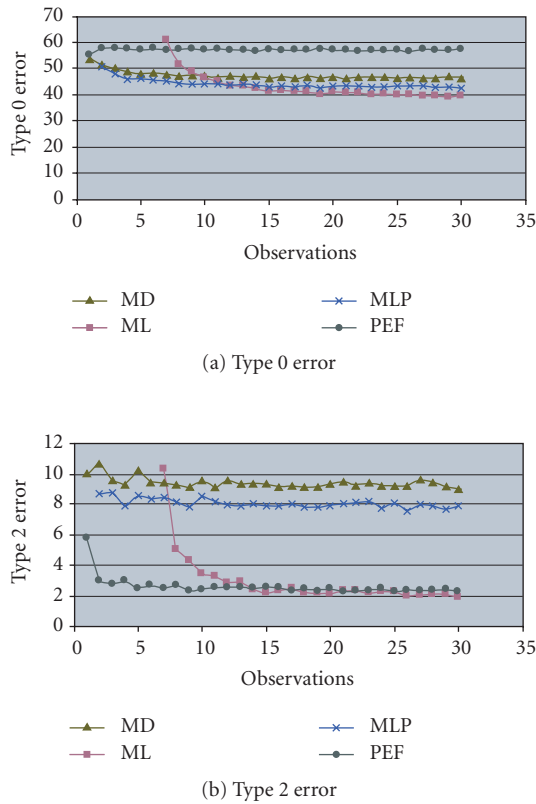 70
60
50
40
30
20
10
0
Type 0 error
0 5 10 15 20 25 30 35
Observations
MD MLP
ML PEF
(a) Type 0 error
12
10
8
6
4
2
0
Type 2 error
0 5 10 15 20 25 30 35
Observations
MD MLP
ML PEF
(b) Type 2 error